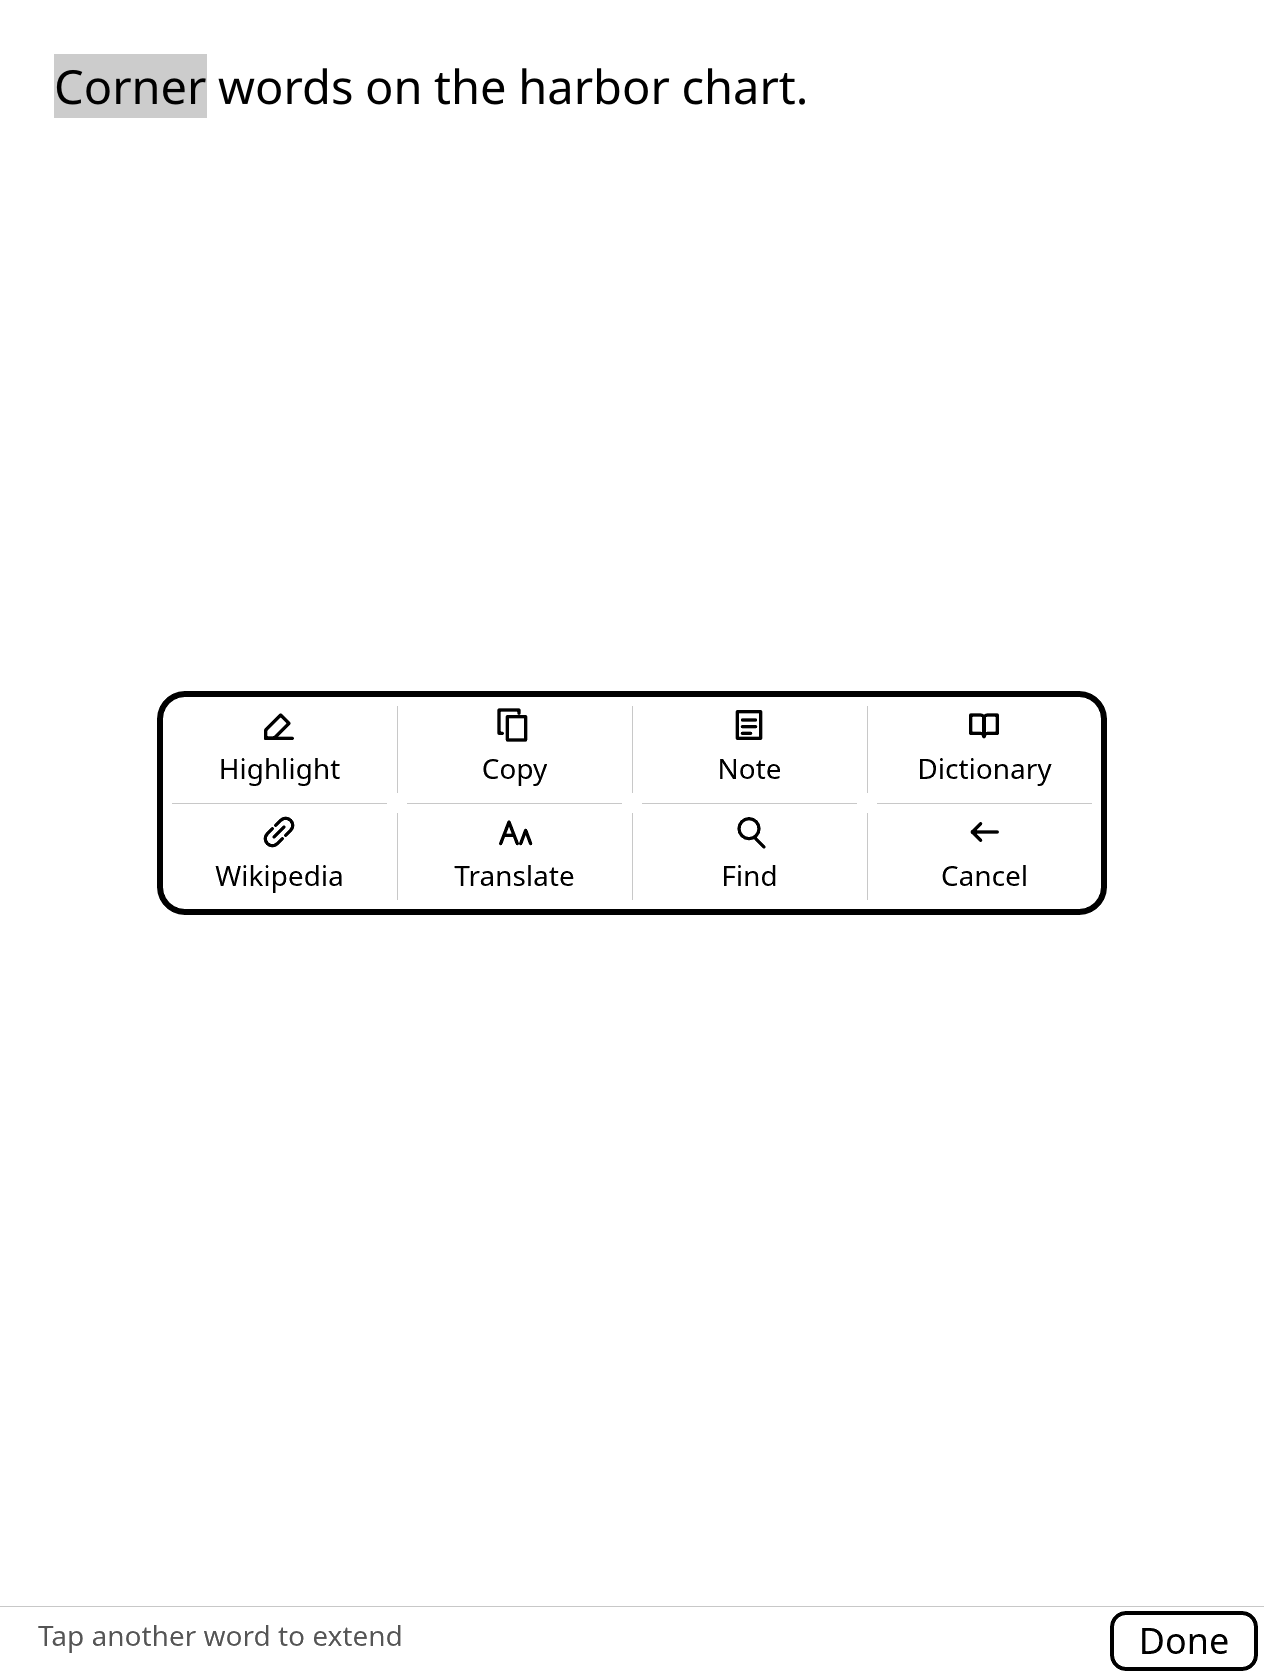 Corner words on the harbor chart.
Highlight Copy Note Dictionary
Wikipedia Translate Find Cancel
Tap another word to extend Done